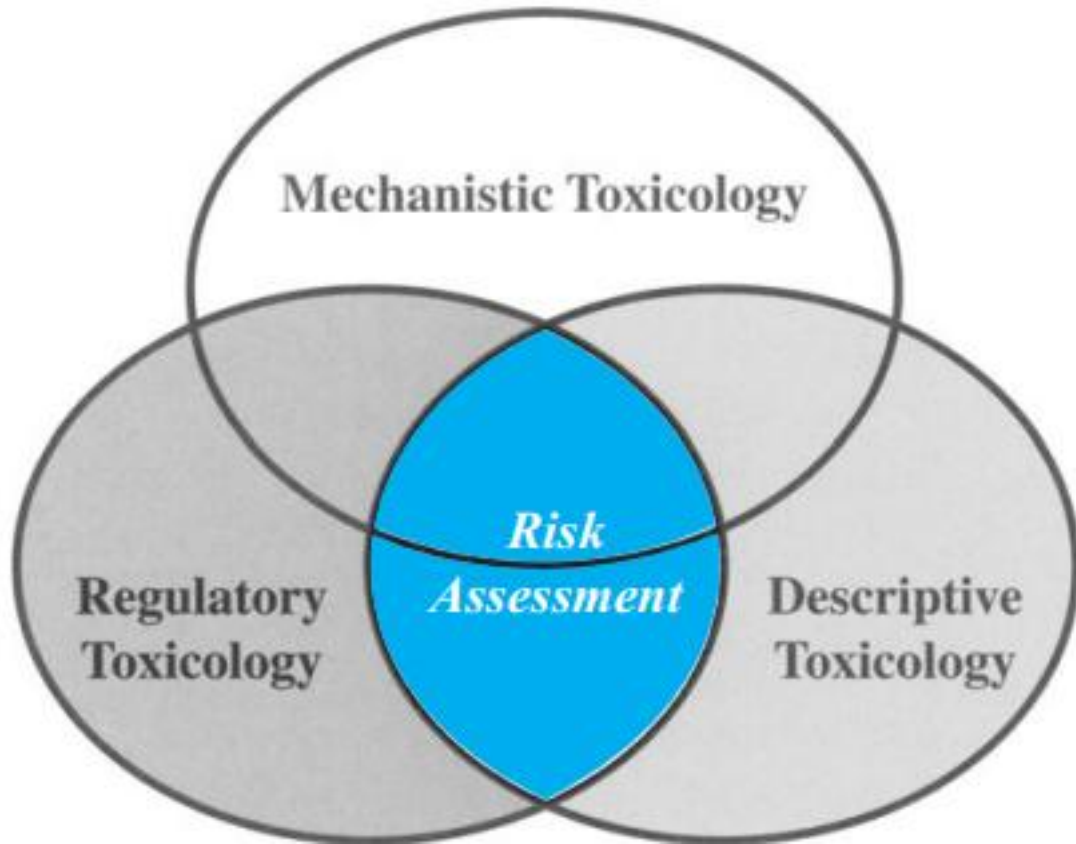 Mechanistic Toxicology
Risk
Assessment
Regulatory
Toxicology
Descriptive
Toxicology